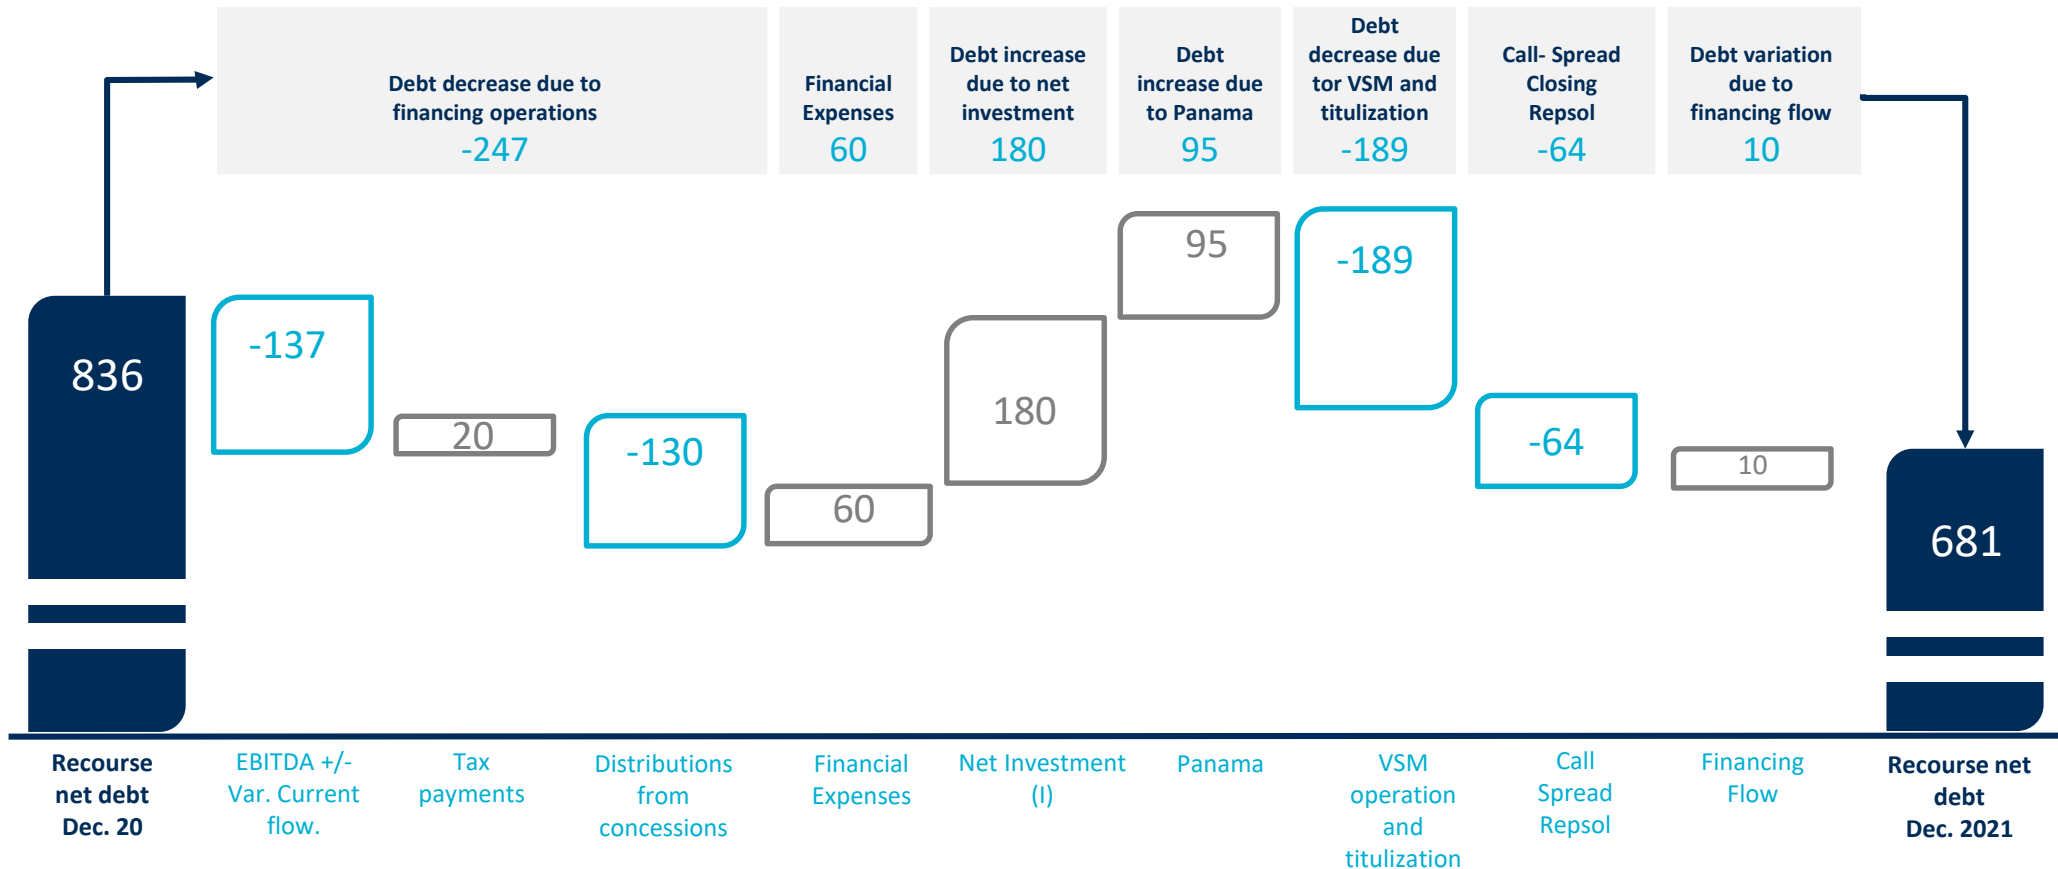 Debt decrease due to
financing operations
-247
Financial
Expenses
60
Debt increase
due to net
investment
180
Debt
increase due
to Panama
95
Debt
decrease due
tor VSM and
titulization
-189
Call- Spread
Closing
Repsol
-64
Debt variation
due to
financing flow
10
836
-137
20
-130
60
180
95
-189
-64
10
681
Recourse
net debt
Dec. 20
EBITDA +/-
Var. Current
flow.
Tax
payments
Distributions
from
concessions
Financial
Expenses
Net Investment
(I)
Panama
VSM
operation
and
titulization
Call
Spread
Repsol
Financing
Flow
Recourse net
debt
Dec. 2021